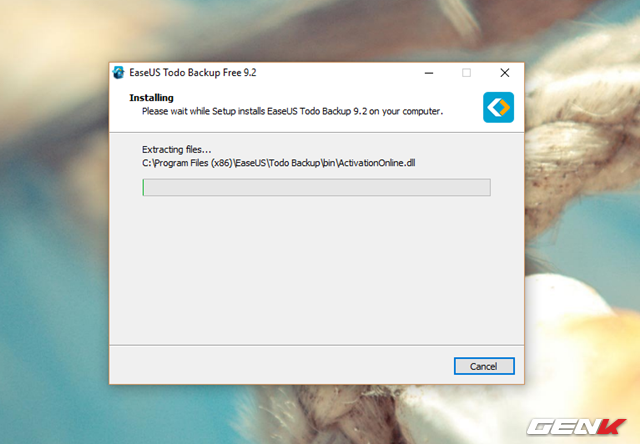 EaseUS Todo Backup Free 9.2
Installing
Please wait while Setup installs EaseUS Todo Backup 9.2 on your computer.
Extracting files...
C:\Program Files (x86)\EaseUS\Todo Backup\bin\ActivationOnline.dll
Cancel
GENK